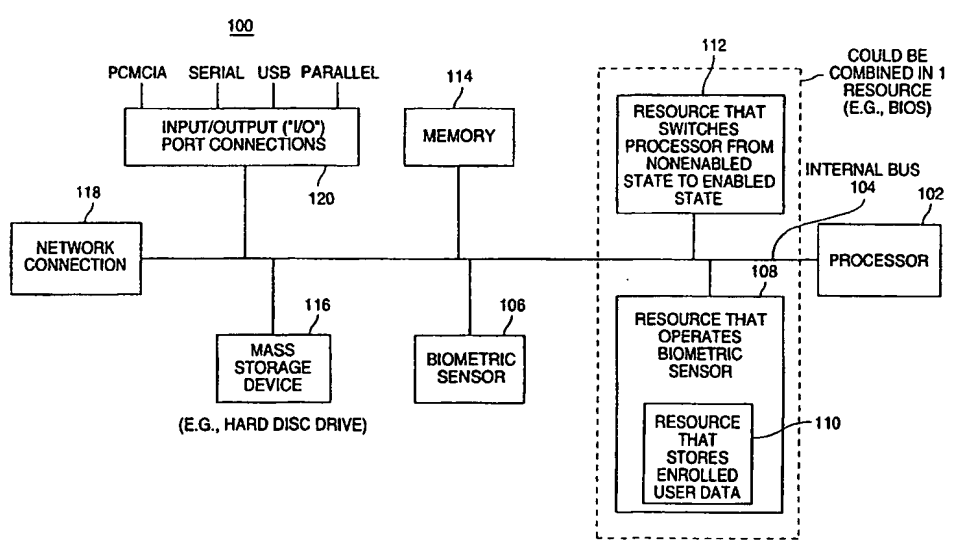 100
PCMCIA SERIAL USB PARALLEL
INPUT/OUTPUT ("I/O")
PORT CONNECTIONS
120
114
MEMORY
112
RESOURCE THAT
SWITCHES
PROCESSOR FROM
NONENABLED
STATE TO ENABLED
STATE
COULD BE
COMBINED IN 1
RESOURCE
(E.G., BIOS)
INTERNAL BUS
104
102
PROCESSOR
118
NETWORK
CONNECTION
116
MASS
STORAGE
DEVICE
(E.G., HARD DISC DRIVE)
106
BIOMETRIC
SENSOR
108
RESOURCE THAT
OPERATES
BIOMETRIC
SENSOR
RESOURCE
THAT
STORES
ENROLLED
USER DATA
110